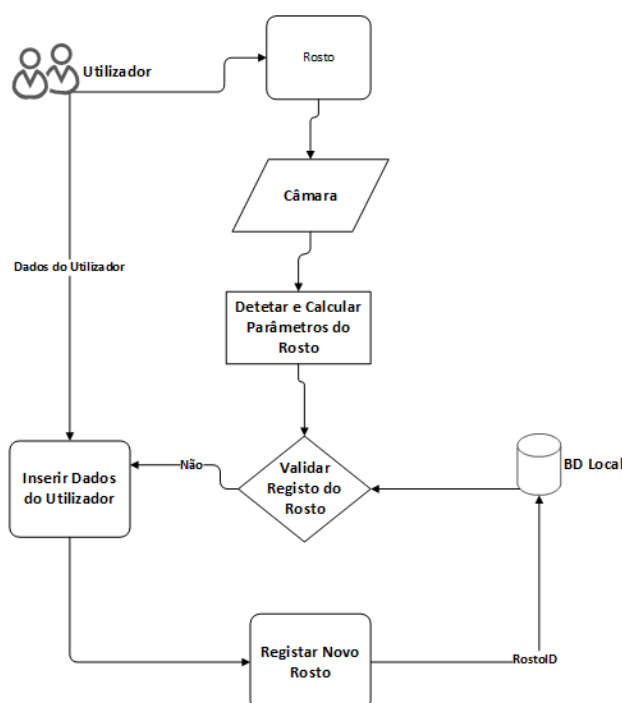 Utilizador
Rosto
Câmara
Dados do Utilizador
Detetar e Calcular
Parâmetros do
Rosto
Inserir Dados
do Utilizador
Não
Validar
Registo do
Rosto
BD Local
Registar Novo
Rosto
RostoID